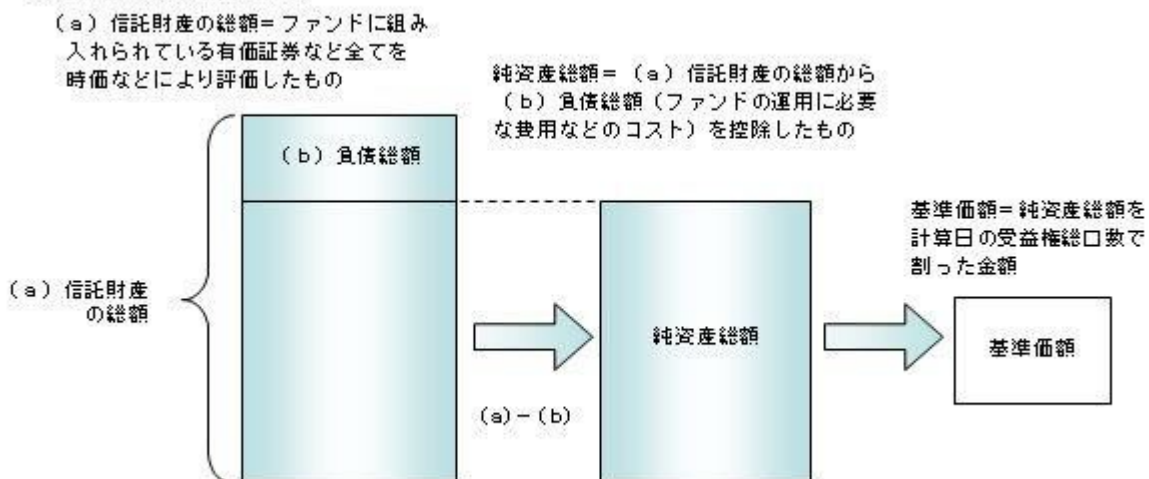 (a) 信託財産の総額=ファンドに組み
入れられている有価証券など全てを
時価などにより評価したもの
純資産総額= (a) 信託財産の総額から
(b) 負債総額(ファンドの運用に必要
な費用などのコスト)を控除したもの
(b) 負債総額
基準価額=純資産総額を
計算日の受益権総口数で
割った金額
(a) 信託財産
の総額
純資産総額
基準価額
(a)-(b)